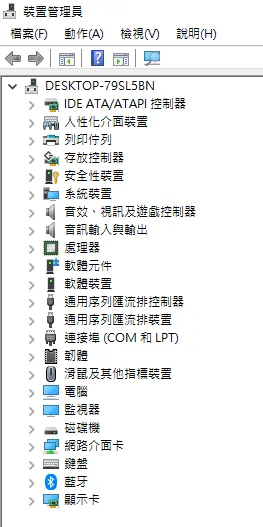 裝置管理員
檔案(F) 動作(A) 檢視(V) 說明(H)
DESKTOP-79SL5BN
IDE ATA/ATAPI 控制器
人性化介面裝置
列印佇列
存放控制器
安全性裝置
系統裝置
音效、視訊及遊戲控制器
音訊輸入與輸出
處理器
軟體元件
軟體裝置
通用序列匯流排控制器
通用序列匯流排裝置
連接埠 (COM 和 LPT)
韌體
滑鼠及其他指標裝置
電腦
監視器
磁碟機
網路介面卡
鍵盤
藍牙
顯示卡